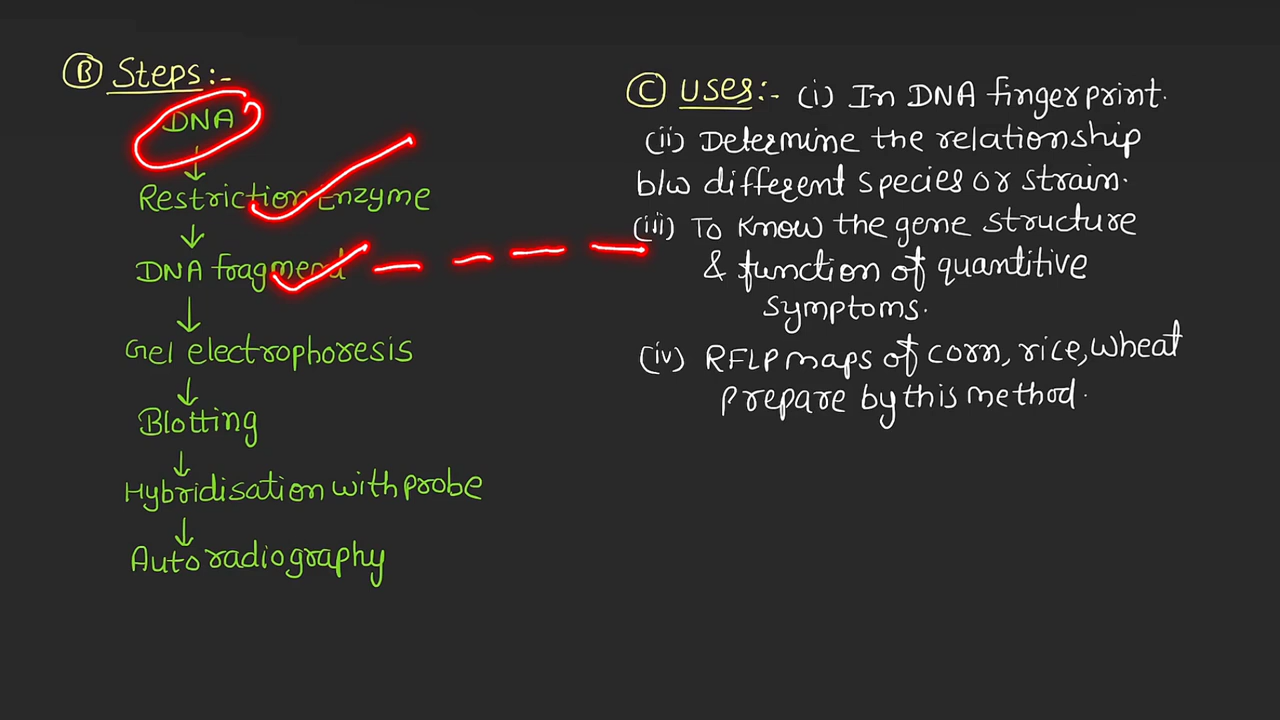 (B) Steps:-
DNA
↓
Restriction Enzyme
↓
DNA fragment
↓
Gel electrophoresis
↓
Blotting
↓
Hybridisation with probe
↓
Auto radiography
(C) USES:- (i) In DNA fingerprint.
(ii) Determine the relationship
b/w different species or strain.
(iii) To know the gene structure
& function of quantitive
symptoms.
(iv) RFLP maps of corn, rice, wheat
prepare by this method.